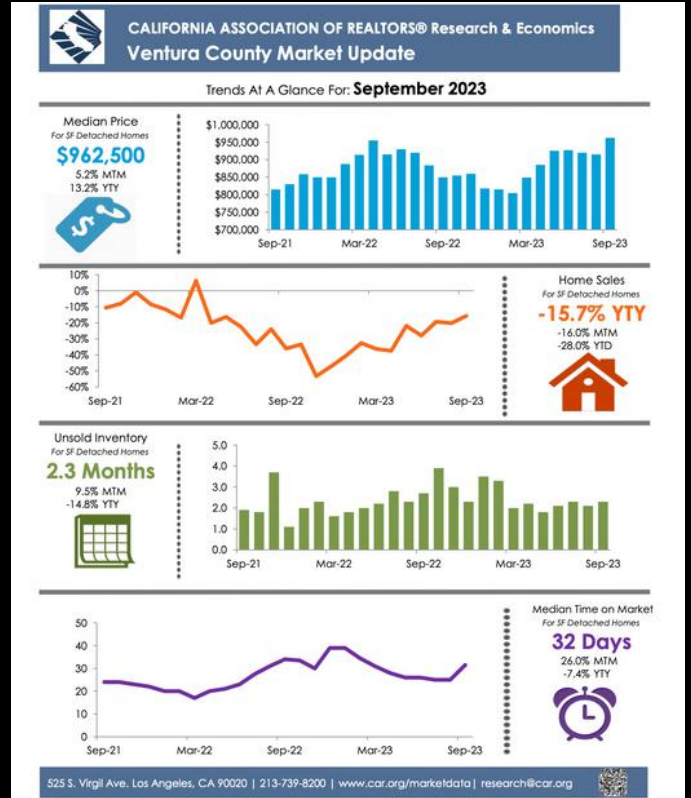 CALIFORNIA ASSOCIATION OF REALTORS® Research & Economics
Ventura County Market Update
Trends At A Glance For: September 2023
Median Price
For SF Detached Homes
$962,500
5.2% MTM
13.2% YTY
$
$1,000,000
$950,000
$900,000
$850,000
$800,000
$750,000
$700,000
Sep-21 Mar-22 Sep-22 Mar-23 Sep-23
10%
0%
-10%
-20%
-30%
-40%
-50%
-60%
Sep-21 Mar-22 Sep-22 Mar-23 Sep-23
Home Sales
For SF Detached Homes
-15.7% YTY
-16.0% MTM
-28.0% YTD
Unsold Inventory
For SF Detached Homes
2.3 Months
9.5% MTM
-14.8% YTY
5.0
4.0
3.0
2.0
1.0
0.0
Sep-21 Mar-22 Sep-22 Mar-23 Sep-23
50
40
30
20
10
0
Sep-21 Mar-22 Sep-22 Mar-23 Sep-23
Median Time on Market
For SF Detached Homes
32 Days
26.0% MTM
-7.4% YTY
525 S. Virgil Ave. Los Angeles, CA 90020 | 213-739-8200 | www.car.org/marketdata| research@car.org